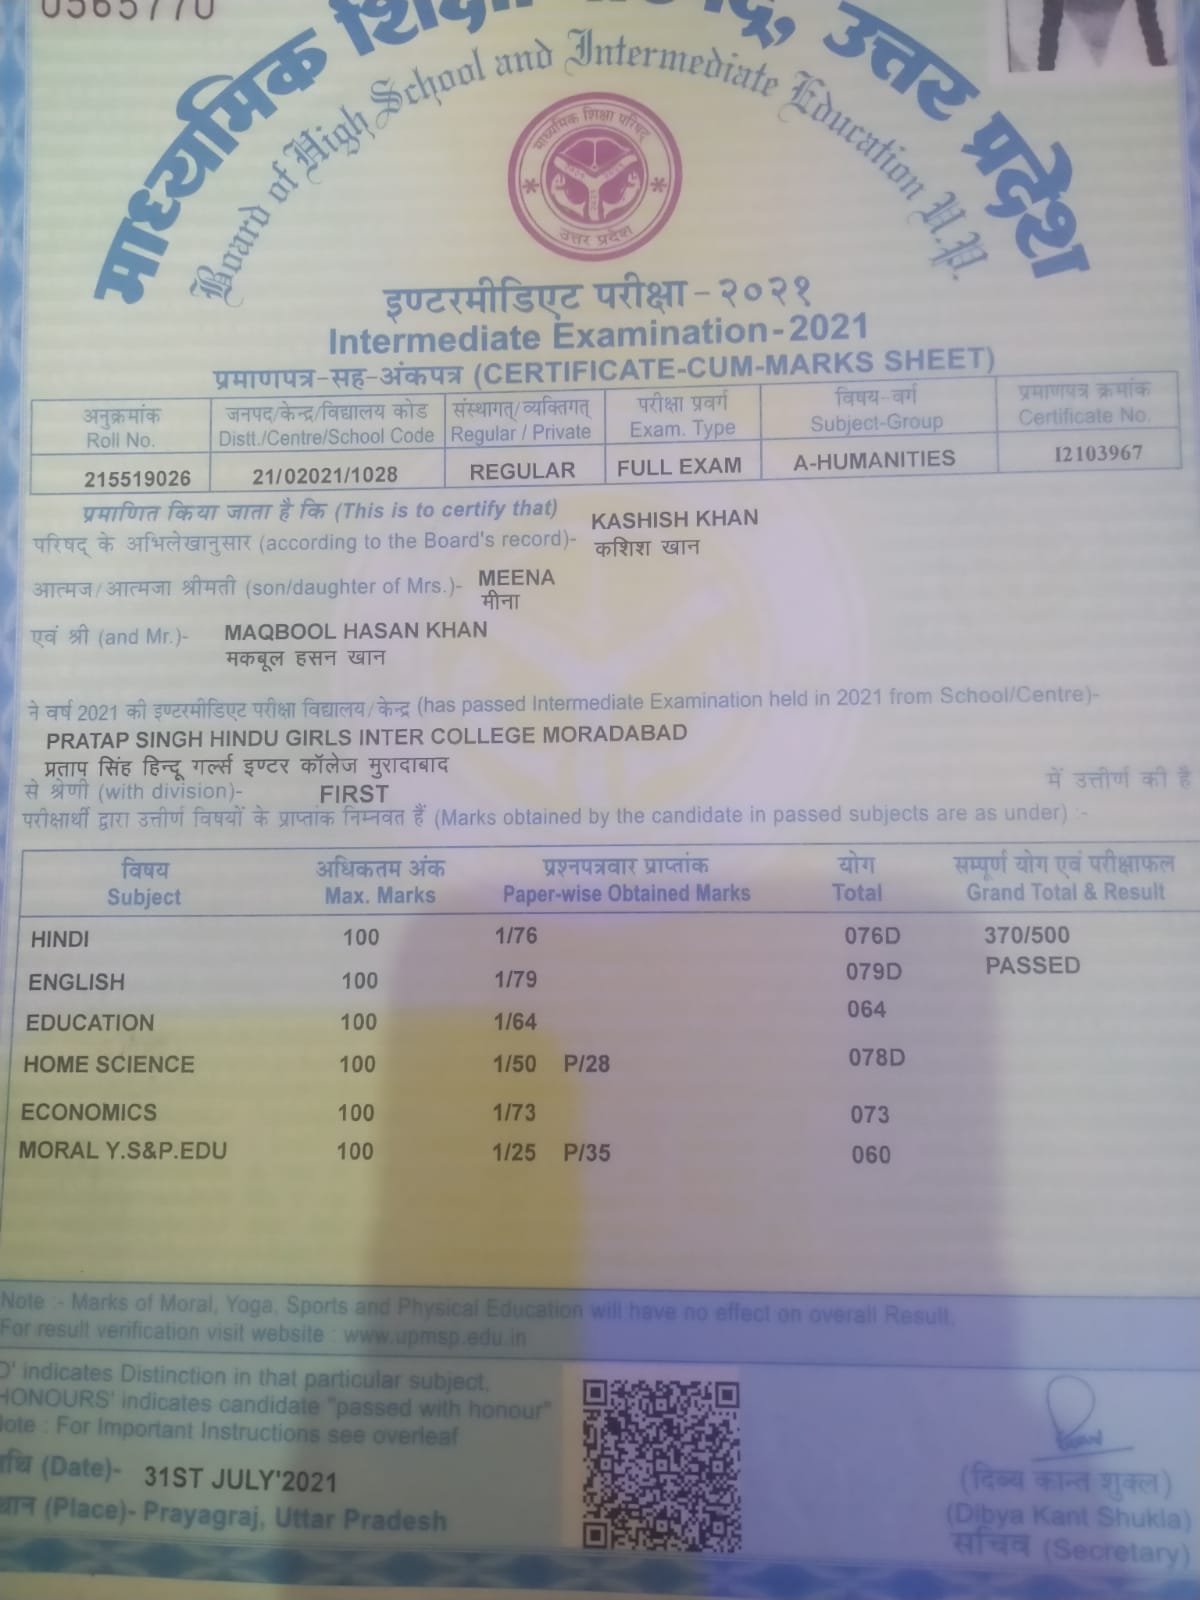 0565770
माध्यमिक शिक्षा परिषद्, उत्तर प्रदेश
Board of High School and Intermediate Education U.P.
माध्यमिक शिक्षा परिषद्
उत्तर प्रदेश
इण्टरमीडिएट परीक्षा - २०२१
Intermediate Examination - 2021
प्रमाणपत्र-सह-अंकपत्र (CERTIFICATE-CUM-MARKS SHEET)
अनुक्रमांक जनपद/केन्द्र/विद्यालय कोड संस्थागत्/व्यक्तिगत् परीक्षा प्रवर्ग विषय-वर्ग प्रमाणपत्र क्रमांक
Roll No. Distt./Centre/School Code Regular / Private Exam. Type Subject-Group Certificate No.
215519026 21/02021/1028 REGULAR FULL EXAM A-HUMANITIES I2103967
प्रमाणित किया जाता है कि (This is to certify that)
परिषद् के अभिलेखानुसार (according to the Board's record)- KASHISH KHAN
कशिश खान
आत्मज/आत्मजा श्रीमती (son/daughter of Mrs.)- MEENA
मीना
एवं श्री (and Mr.)- MAQBOOL HASAN KHAN
मकबूल हसन खान
ने वर्ष 2021 की इण्टरमीडिएट परीक्षा विद्यालय/केन्द्र (has passed Intermediate Examination held in 2021 from School/Centre)-
PRATAP SINGH HINDU GIRLS INTER COLLEGE MORADABAD
प्रताप सिंह हिन्दू गर्ल्स इण्टर कॉलेज मुरादाबाद
से श्रेणी (with division)- FIRST में उत्तीर्ण की है
परीक्षार्थी द्वारा उत्तीर्ण विषयों के प्राप्तांक निम्नवत हैं (Marks obtained by the candidate in passed subjects are as under) :-
विषय अधिकतम अंक प्रश्नपत्रवार प्राप्तांक योग सम्पूर्ण योग एवं परीक्षाफल
Subject Max. Marks Paper-wise Obtained Marks Total Grand Total & Result
HINDI 100 1/76 076D 370/500
ENGLISH 100 1/79 079D PASSED
EDUCATION 100 1/64 064
HOME SCIENCE 100 1/50 P/28 078D
ECONOMICS 100 1/73 073
MORAL Y.S&P.EDU 100 1/25 P/35 060
Note :- Marks of Moral, Yoga, Sports and Physical Education will have no effect on overall Result.
For result verification visit website : www.upmsp.edu.in
D' indicates Distinction in that particular subject,
HONOURS' indicates candidate "passed with honour"
Note : For Important Instructions see overleaf
(Date)- 31ST JULY'2021
(Place)- Prayagraj, Uttar Pradesh
(दिब्य कान्त शुक्ल)
(Dibya Kant Shukla)
सचिव (Secretary)